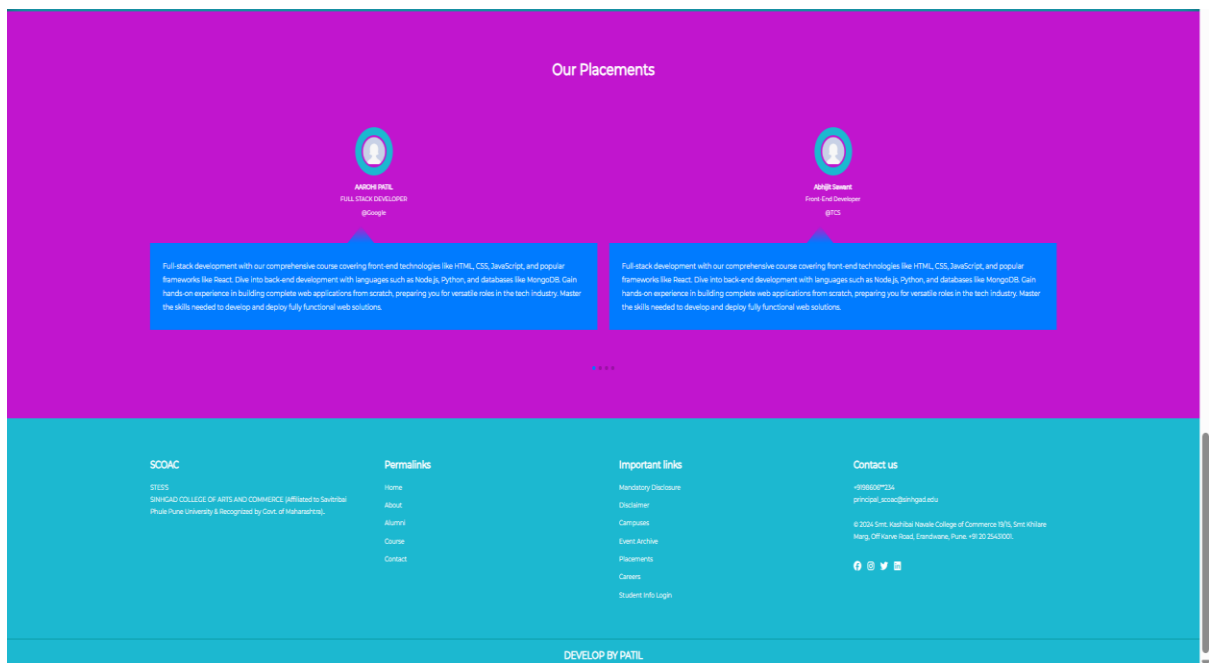 Our Placements
AAROHI PATIL
FULL STACK DEVELOPER
@Google
Full-stack development with our comprehensive course covering front-end technologies like HTML, CSS, JavaScript, and popular
frameworks like React. Dive into back-end development with languages such as Node.js, Python, and databases like MongoDB. Gain
hands-on experience in building complete web applications from scratch, preparing you for versatile roles in the tech industry. Master
the skills needed to develop and deploy fully functional web solutions.
Abhijit Sawant
Front-End Developer
@TCS
Full-stack development with our comprehensive course covering front-end technologies like HTML, CSS, JavaScript, and popular
frameworks like React. Dive into back-end development with languages such as Node.js, Python, and databases like MongoDB. Gain
hands-on experience in building complete web applications from scratch, preparing you for versatile roles in the tech industry. Master
the skills needed to develop and deploy fully functional web solutions.
SCOAC
STES'S
SINHGAD COLLEGE OF ARTS AND COMMERCE (Affiliated to Savitribai
Phule Pune University & Recognized by Govt. of Maharashtra)..
Permalinks
Home
About
Alumni
Course
Contact
Important links
Mandatory Disclosure
Disclaimer
Campuses
Event Archive
Placements
Careers
Student Info Login
Contact us
principal_scoac@sinhgad.edu
© 2024 Smt. Kashibai Navale College of Commerce 19/15, Smt Khilare
Marg, Off Karve Road, Erandwane, Pune. +91 20 25431001.
DEVELOP BY PATIL